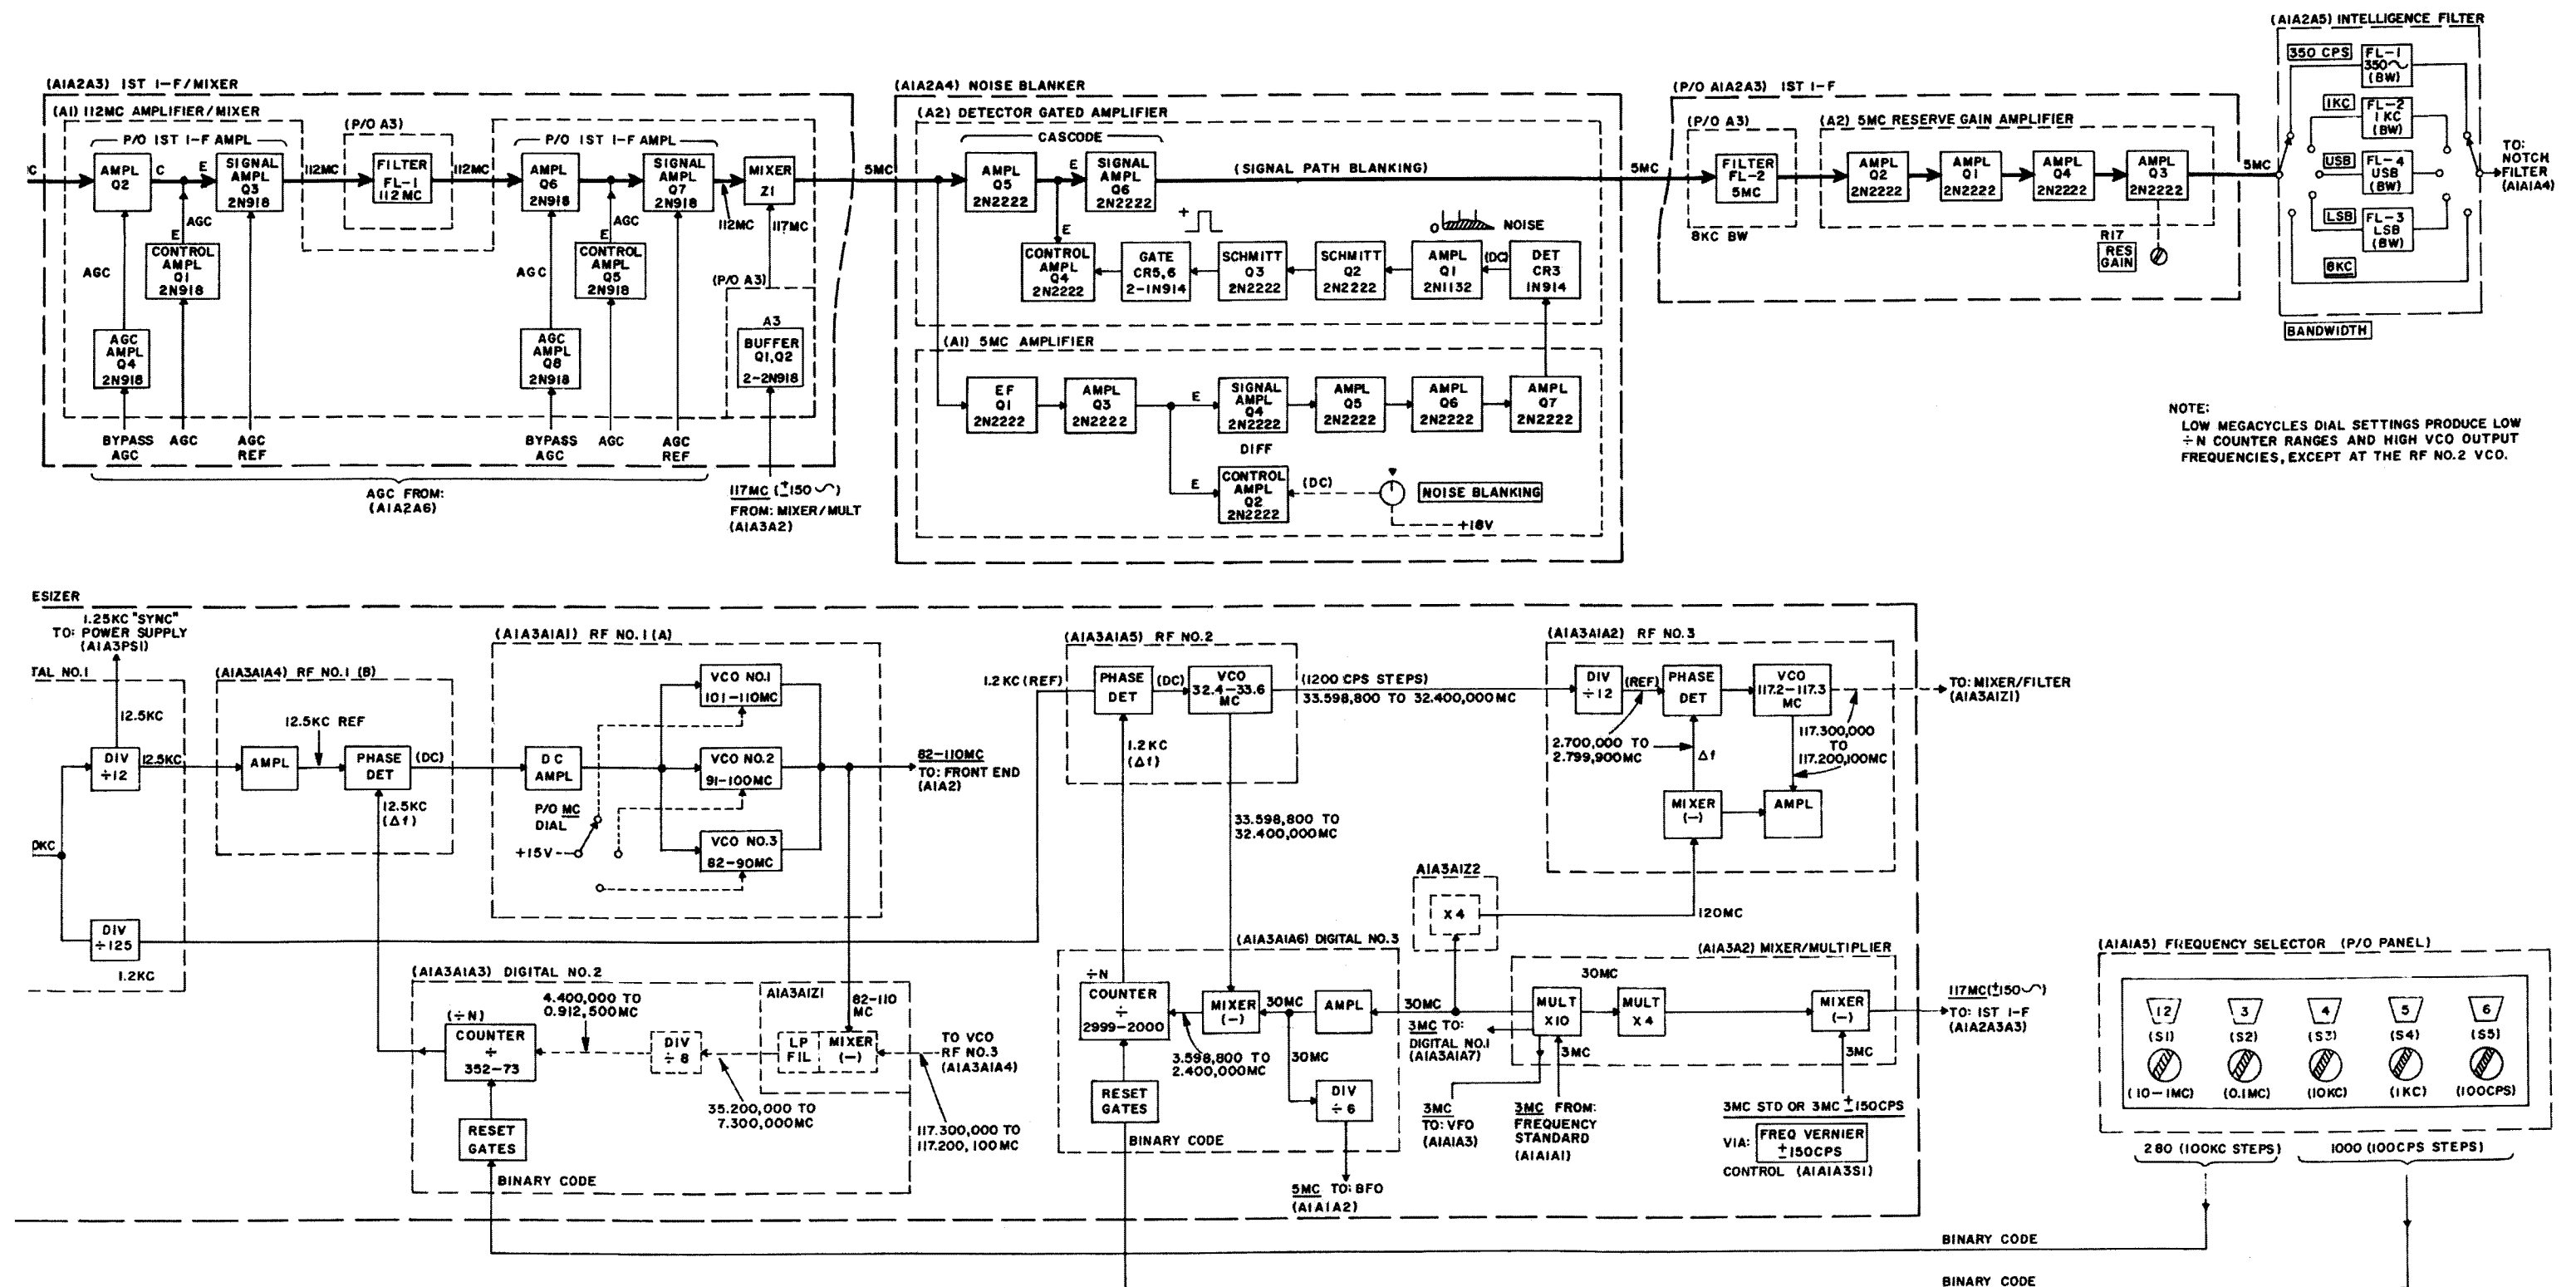 (A1A2A3) 1ST I-F/MIXER
(A1) 112MC AMPLIFIER/MIXER
P/O 1ST I-F AMPL
(P/O A3)
P/O 1ST I-F AMPL
AMPL
Q2
C
E
SIGNAL
AMPL
Q3
2N918
112MC
FILTER
FL-1
112 MC
112MC
AMPL
Q6
2N918
SIGNAL
AMPL
Q7
2N918
112MC
MIXER
Z1
117MC
5MC
AGC
AGC
E
CONTROL
AMPL
Q1
2N918
AGC
AGC
E
CONTROL
AMPL
Q5
2N918
(P/O A3)
AGC
AMPL
Q4
2N918
AGC
AMPL
Q8
2N918
A3
BUFFER
Q1,Q2
2-2N918
BYPASS
AGC
AGC
AGC
REF
BYPASS
AGC
AGC
AGC
REF
AGC FROM:
(A1A2A6)
117MC (±150∿)
FROM: MIXER/MULT
(A1A3A2)
(A1A2A4) NOISE BLANKER
(A2) DETECTOR GATED AMPLIFIER
CASCODE
AMPL
Q5
2N2222
E
SIGNAL
AMPL
Q6
2N2222
(SIGNAL PATH BLANKING)
5MC
E
+
0
NOISE
CONTROL
AMPL
Q4
2N2222
GATE
CR5,6
2-1N914
SCHMITT
Q3
2N2222
SCHMITT
Q2
2N2222
AMPL
Q1
2N1132
(DC)
DET
CR3
1N914
(A1) 5MC AMPLIFIER
EF
Q1
2N2222
AMPL
Q3
2N2222
E
SIGNAL
AMPL
Q4
2N2222
AMPL
Q5
2N2222
AMPL
Q6
2N2222
AMPL
Q7
2N2222
DIFF
E
CONTROL
AMPL
Q2
2N2222
(DC)
NOISE BLANKING
+18V
(P/O A1A2A3) 1ST I-F
(P/O A3)
FILTER
FL-2
5MC
8KC BW
(A2) 5MC RESERVE GAIN AMPLIFIER
AMPL
Q2
2N2222
AMPL
Q1
2N2222
AMPL
Q4
2N2222
AMPL
Q3
2N2222
R17
RES
GAIN
5MC
(A1A2A5) INTELLIGENCE FILTER
350 CPS
FL-1
350∿
(BW)
1KC
FL-2
1 KC
(BW)
USB
FL-4
USB
(BW)
LSB
FL-3
LSB
(BW)
8KC
BANDWIDTH
TO:
NOTCH
FILTER
(A1A1A4)
NOTE:
LOW MEGACYCLES DIAL SETTINGS PRODUCE LOW
÷N COUNTER RANGES AND HIGH VCO OUTPUT
FREQUENCIES, EXCEPT AT THE RF NO.2 VCO.
ESIZER
1.25KC "SYNC"
TO: POWER SUPPLY
(A1A3PS1)
TAL NO.1
12.5KC
DIV
÷12
12.5KC
DIV
÷125
1.2KC
(A1A3A1A4) RF NO.1 (B)
12.5KC REF
AMPL
PHASE
DET
(DC)
12.5KC
(Δf)
(A1A3A1A1) RF NO.1(A)
DC
AMPL
VCO NO.1
101-110MC
VCO NO.2
91-100MC
VCO NO.3
82-90MC
P/O MC
DIAL
+15V
82-110MC
TO: FRONT END
(A1A2)
(A1A3A1A5) RF NO.2
1.2KC (REF)
PHASE
DET
(DC)
VCO
32.4-33.6
MC
1.2KC
(Δf)
(1200 CPS STEPS)
33.598,800 TO 32.400,000MC
33.598,800 TO
32.400,000MC
(A1A3A1A2) RF NO.3
DIV
÷12
(REF)
PHASE
DET
VCO
117.2-117.3
MC
TO: MIXER/FILTER
(A1A3A1Z1)
2.700,000 TO
2.799,900MC
Δf
117.300,000
TO
117.200,100MC
MIXER
(-)
AMPL
A1A3A1Z2
X4
120MC
(A1A3A1A3) DIGITAL NO.2
(÷N)
COUNTER
÷
352-73
4.400,000 TO
0.912,500MC
DIV
÷8
A1A3A1Z1
LP
FIL
MIXER
(-)
82-110
MC
TO VCO
RF NO.3
(A1A3A1A4)
35.200,000 TO
7.300,000MC
117.300,000 TO
117.200,100MC
RESET
GATES
BINARY CODE
(A1A3A1A6) DIGITAL NO.3
÷N
COUNTER
÷
2999-2000
MIXER
(-)
30MC
AMPL
30MC
3.598,800 TO
2.400,000MC
30MC
RESET
GATES
DIV
÷6
BINARY CODE
5MC TO: BFO
(A1A1A2)
(A1A3A2) MIXER/MULTIPLIER
30MC
MULT
X10
MULT
X4
MIXER
(-)
3MC TO:
DIGITAL NO.1
(A1A3A1A7)
3MC
3MC
3MC
TO: VFO
(A1A1A3)
3MC FROM:
FREQUENCY
STANDARD
(A1A1A1)
3MC STD OR 3MC ±150CPS
VIA:
FREQ VERNIER
±150CPS
CONTROL (A1A1A3S1)
117MC(±150∿)
TO: 1ST I-F
(A1A2A3A3)
(A1A1A5) FREQUENCY SELECTOR (P/O PANEL)
12
3
4
5
6
(S1)
(S2)
(S3)
(S4)
(S5)
(10-1MC)
(0.1MC)
(10KC)
(1KC)
(100CPS)
280 (100KC STEPS)
1000 (100CPS STEPS)
BINARY CODE
BINARY CODE